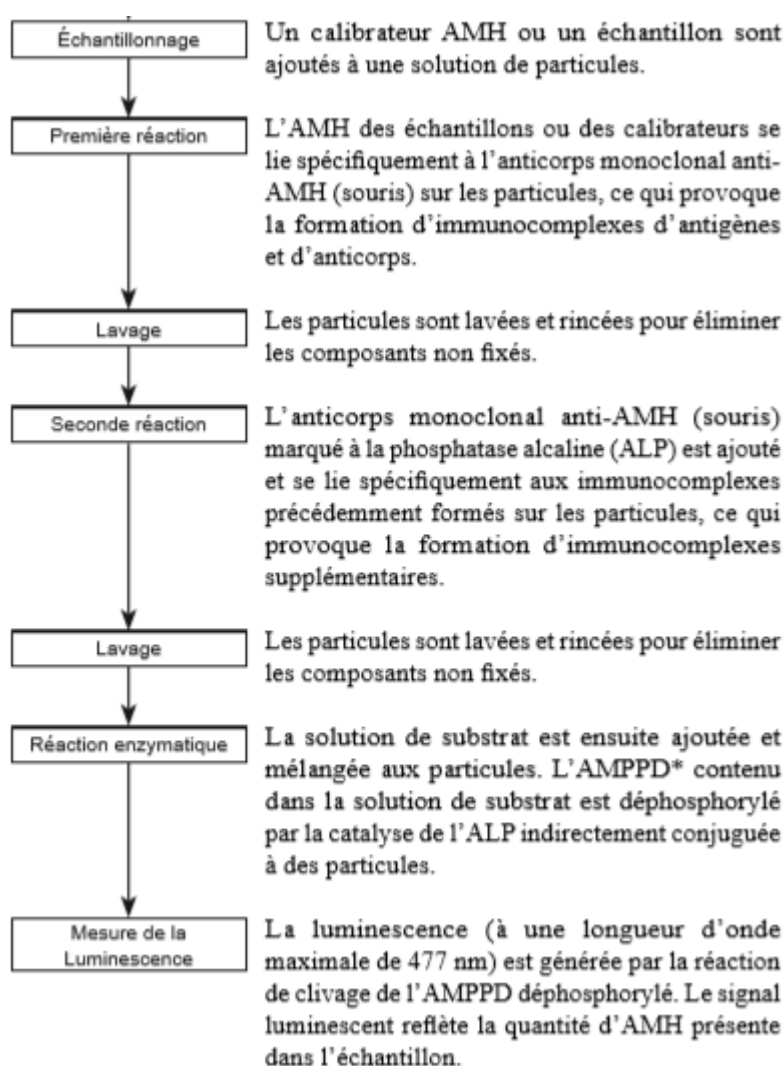 Échantillonnage
Un calibrateur AMH ou un échantillon sont
ajoutés à une solution de particules.
Première réaction
L'AMH des échantillons ou des calibrateurs se
lie spécifiquement à l'anticorps monoclonal anti-
AMH (souris) sur les particules, ce qui provoque
la formation d'immunocomplexes d'antigènes
et d'anticorps.
Lavage
Les particules sont lavées et rincées pour éliminer
les composants non fixés.
Seconde réaction
L'anticorps monoclonal anti-AMH (souris)
marqué à la phosphatase alcaline (ALP) est ajouté
et se lie spécifiquement aux immunocomplexes
précédemment formés sur les particules, ce qui
provoque la formation d'immunocomplexes
supplémentaires.
Lavage
Les particules sont lavées et rincées pour éliminer
les composants non fixés.
Réaction enzymatique
La solution de substrat est ensuite ajoutée et
mélangée aux particules. L'AMPPD* contenu
dans la solution de substrat est déphosphorylé
par la catalyse de l'ALP indirectement conjuguée
à des particules.
Mesure de la
Luminescence
La luminescence (à une longueur d'onde
maximale de 477 nm) est générée par la réaction
de clivage de l'AMPPD déphosphorylé. Le signal
luminescent reflète la quantité d'AMH présente
dans l'échantillon.